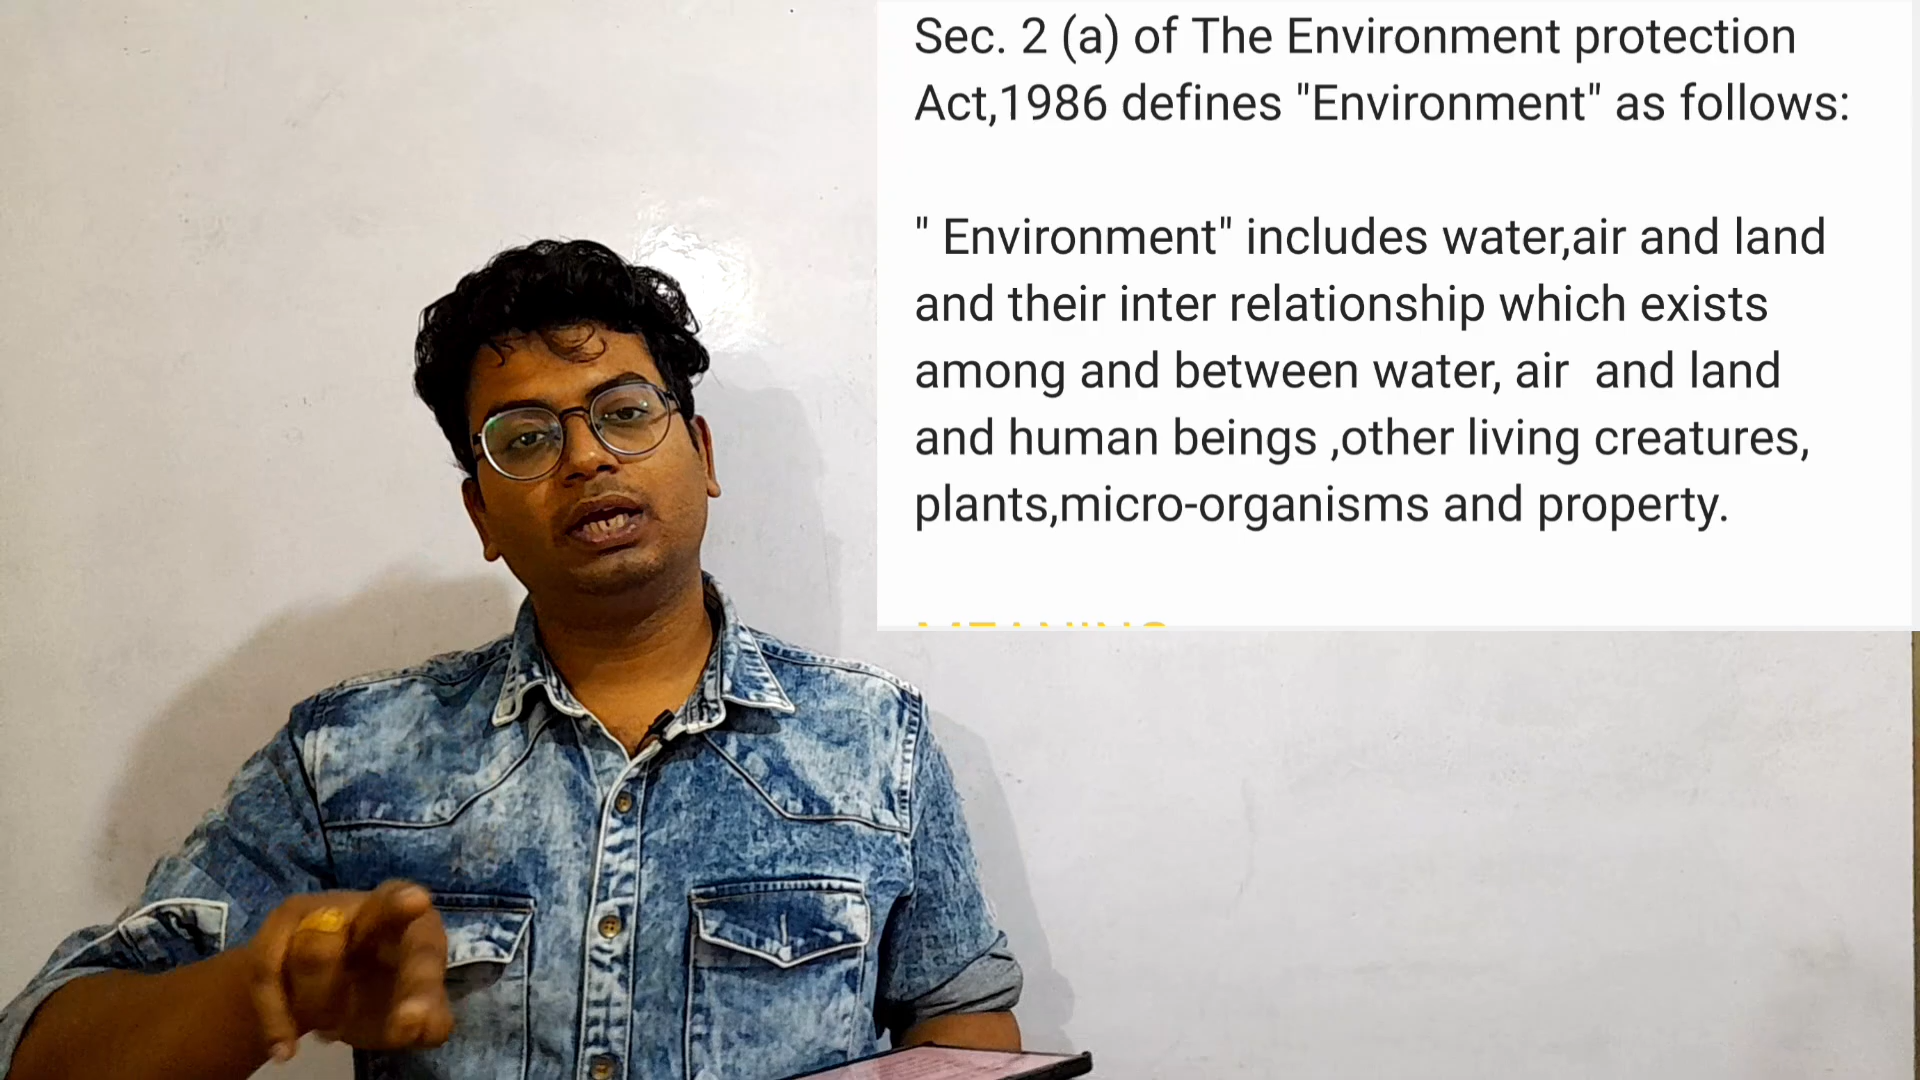 Sec. 2 (a) of The Environment protection
Act,1986 defines "Environment" as follows:
" Environment" includes water,air and land
and their inter relationship which exists
among and between water, air  and land
and human beings ,other living creatures,
plants,micro-organisms and property.